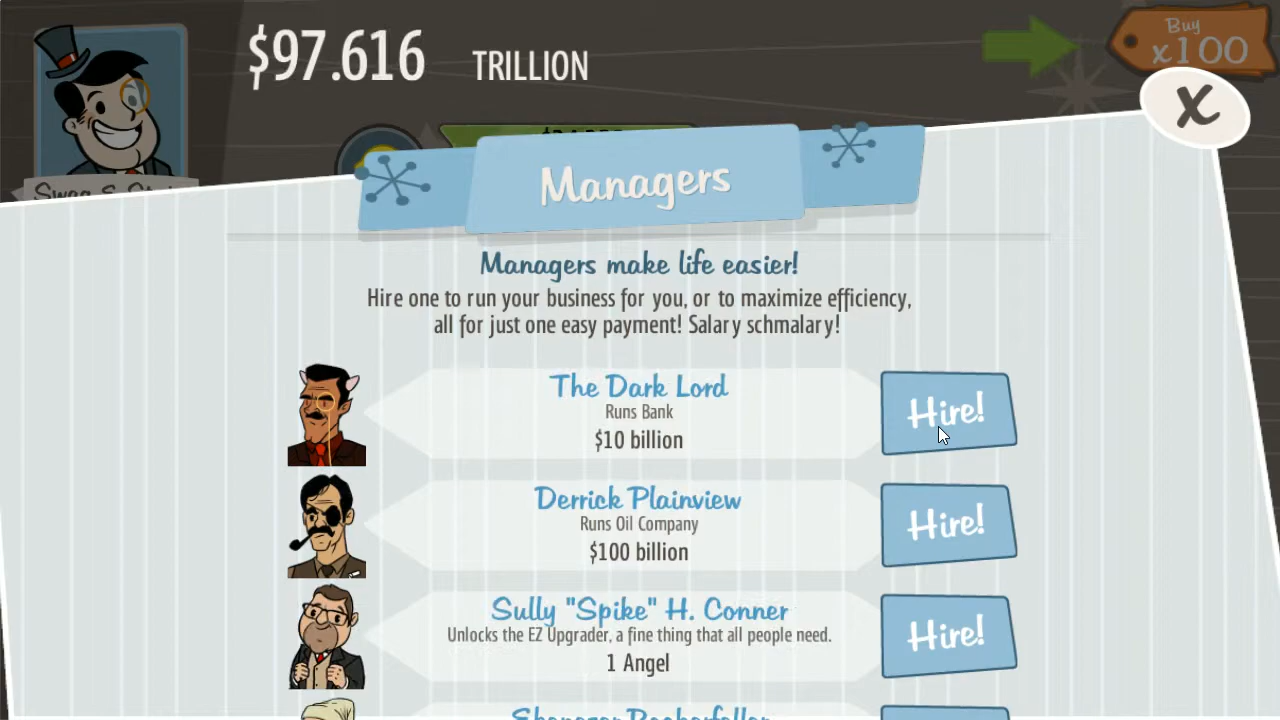 $97.616 TRILLION
Buy
x100
X
Managers
Managers make life easier!
Hire one to run your business for you, or to maximize efficiency,
all for just one easy payment! Salary schmalary!
The Dark Lord
Runs Bank
$10 billion
Hire!
Derrick Plainview
Runs Oil Company
$100 billion
Hire!
Sully "Spike" H. Conner
Unlocks the EZ Upgrader, a fine thing that all people need.
1 Angel
Hire!